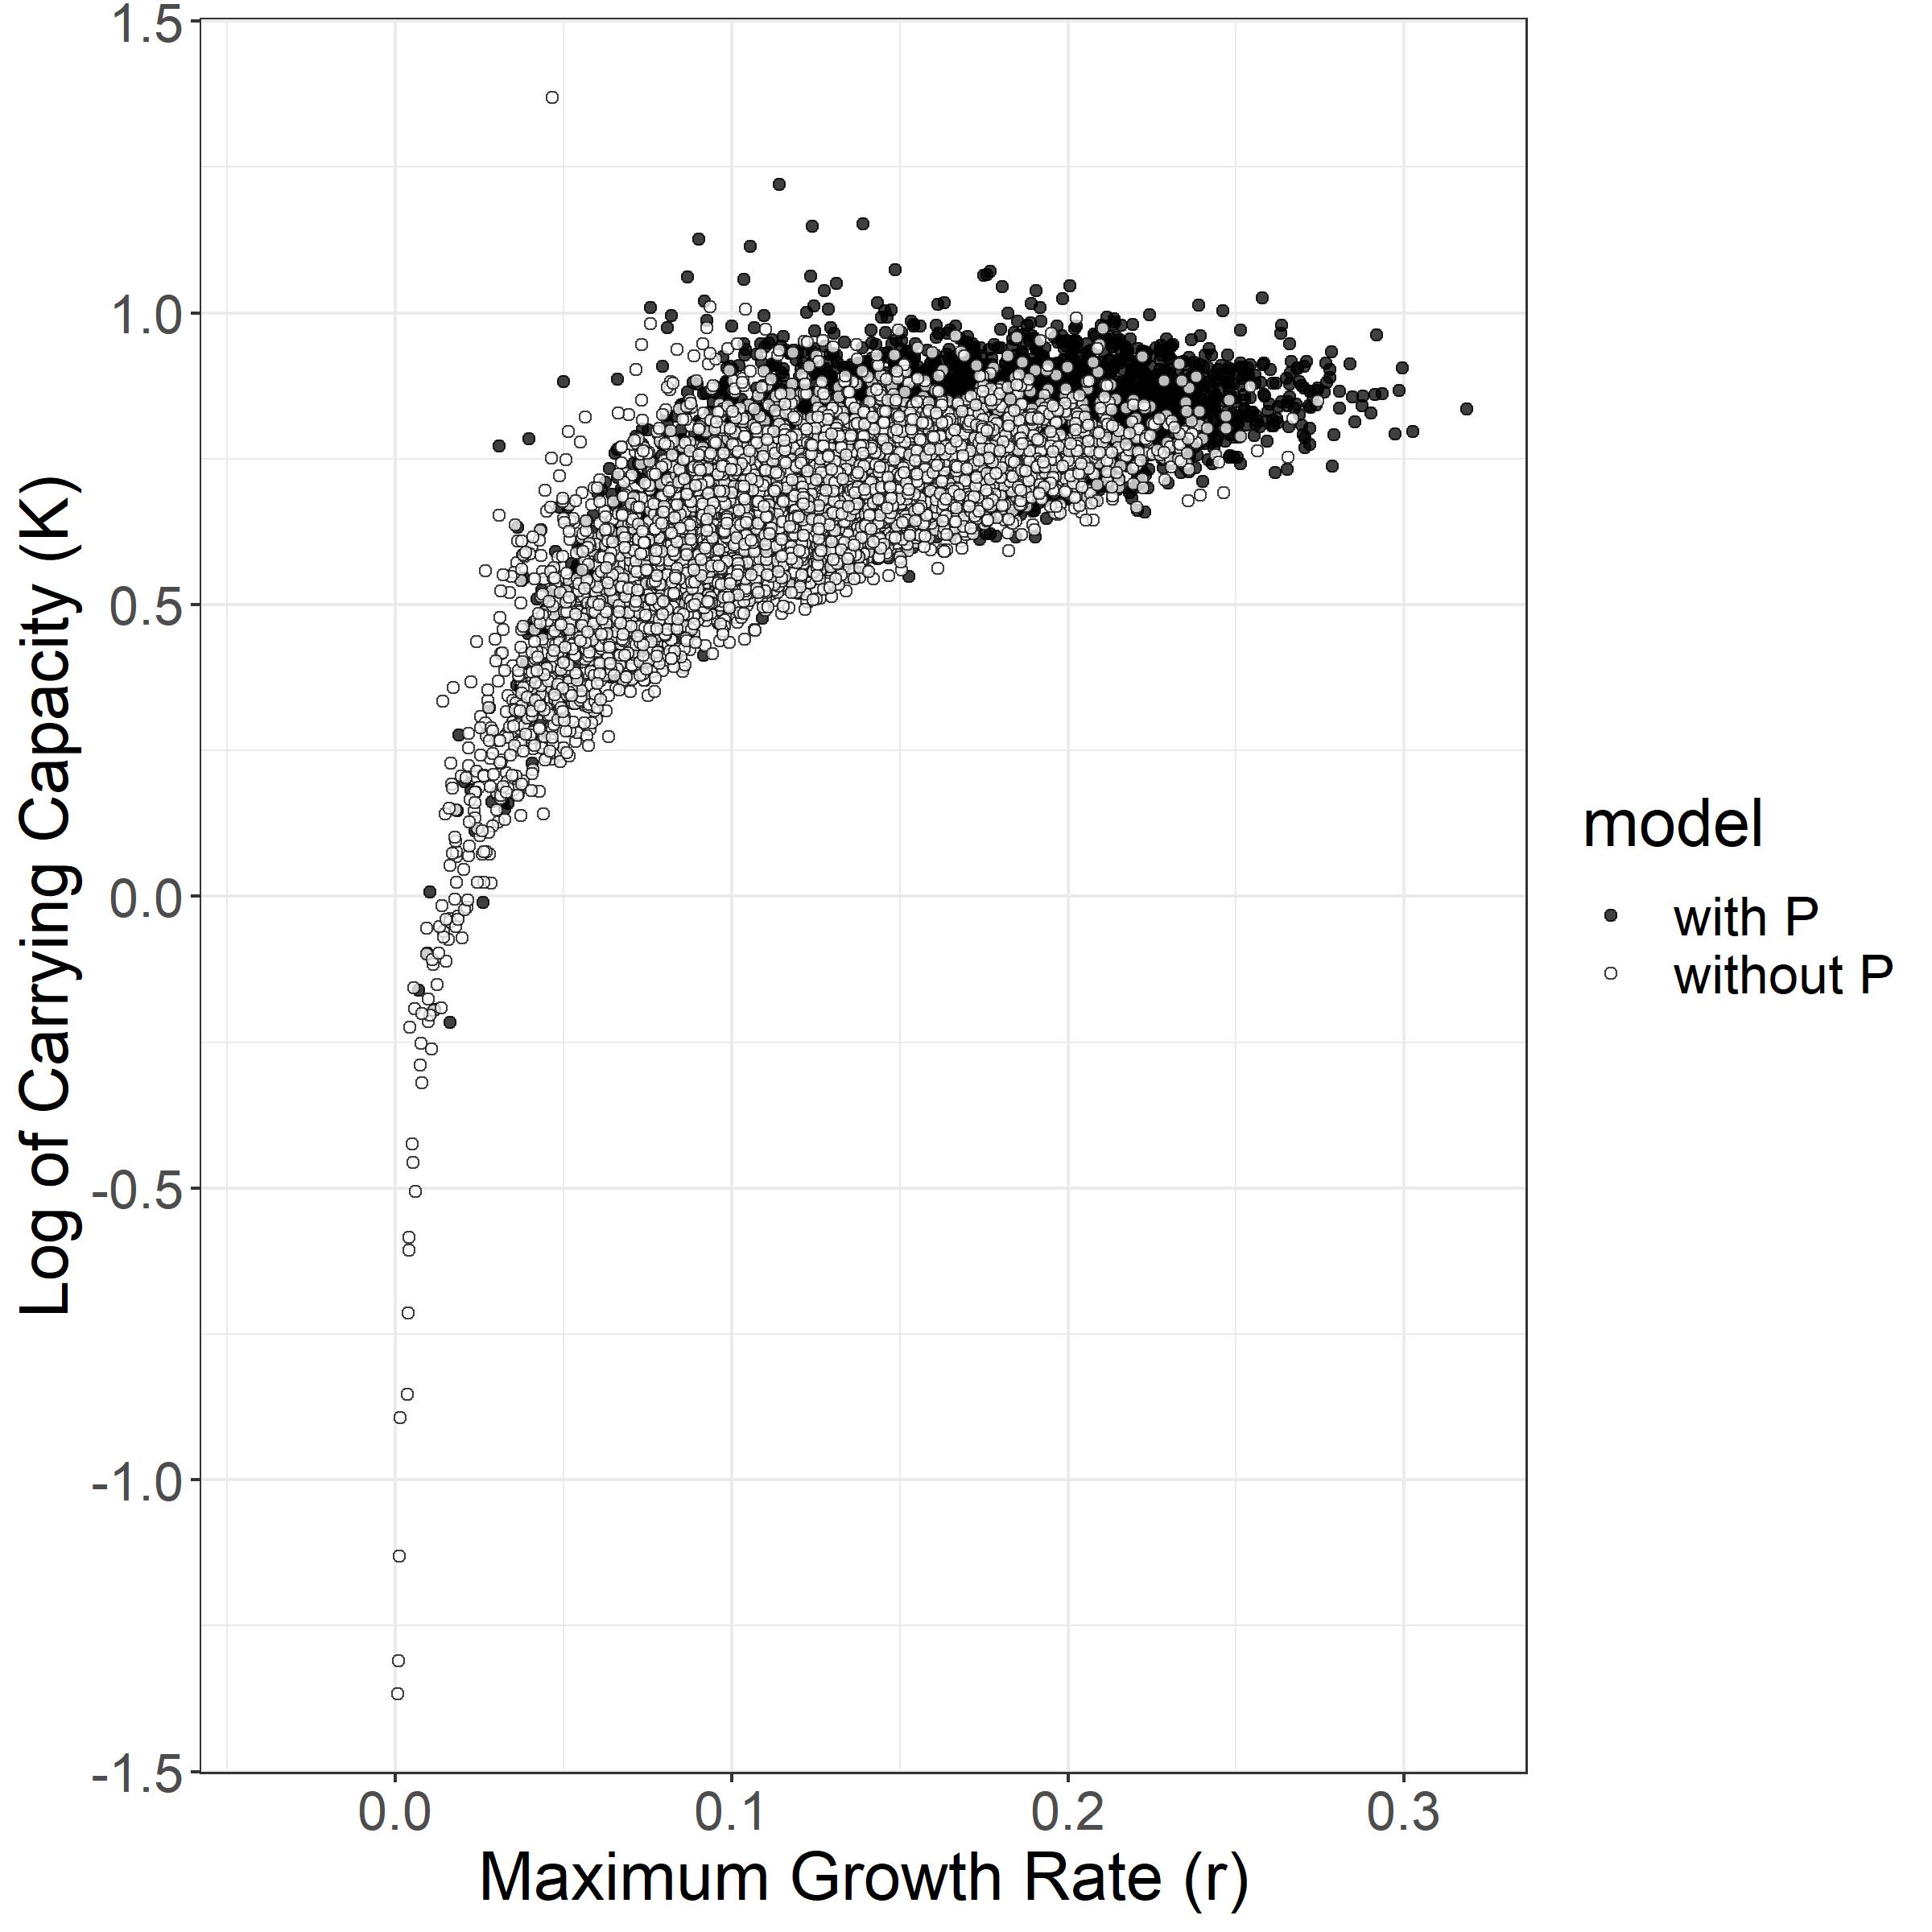 1.5
1.0
0.5
0.0
-0.5
-1.0
-1.5
Log of Carrying Capacity (K)
0.0 0.1 0.2 0.3
Maximum Growth Rate (r)
model
with P
without P